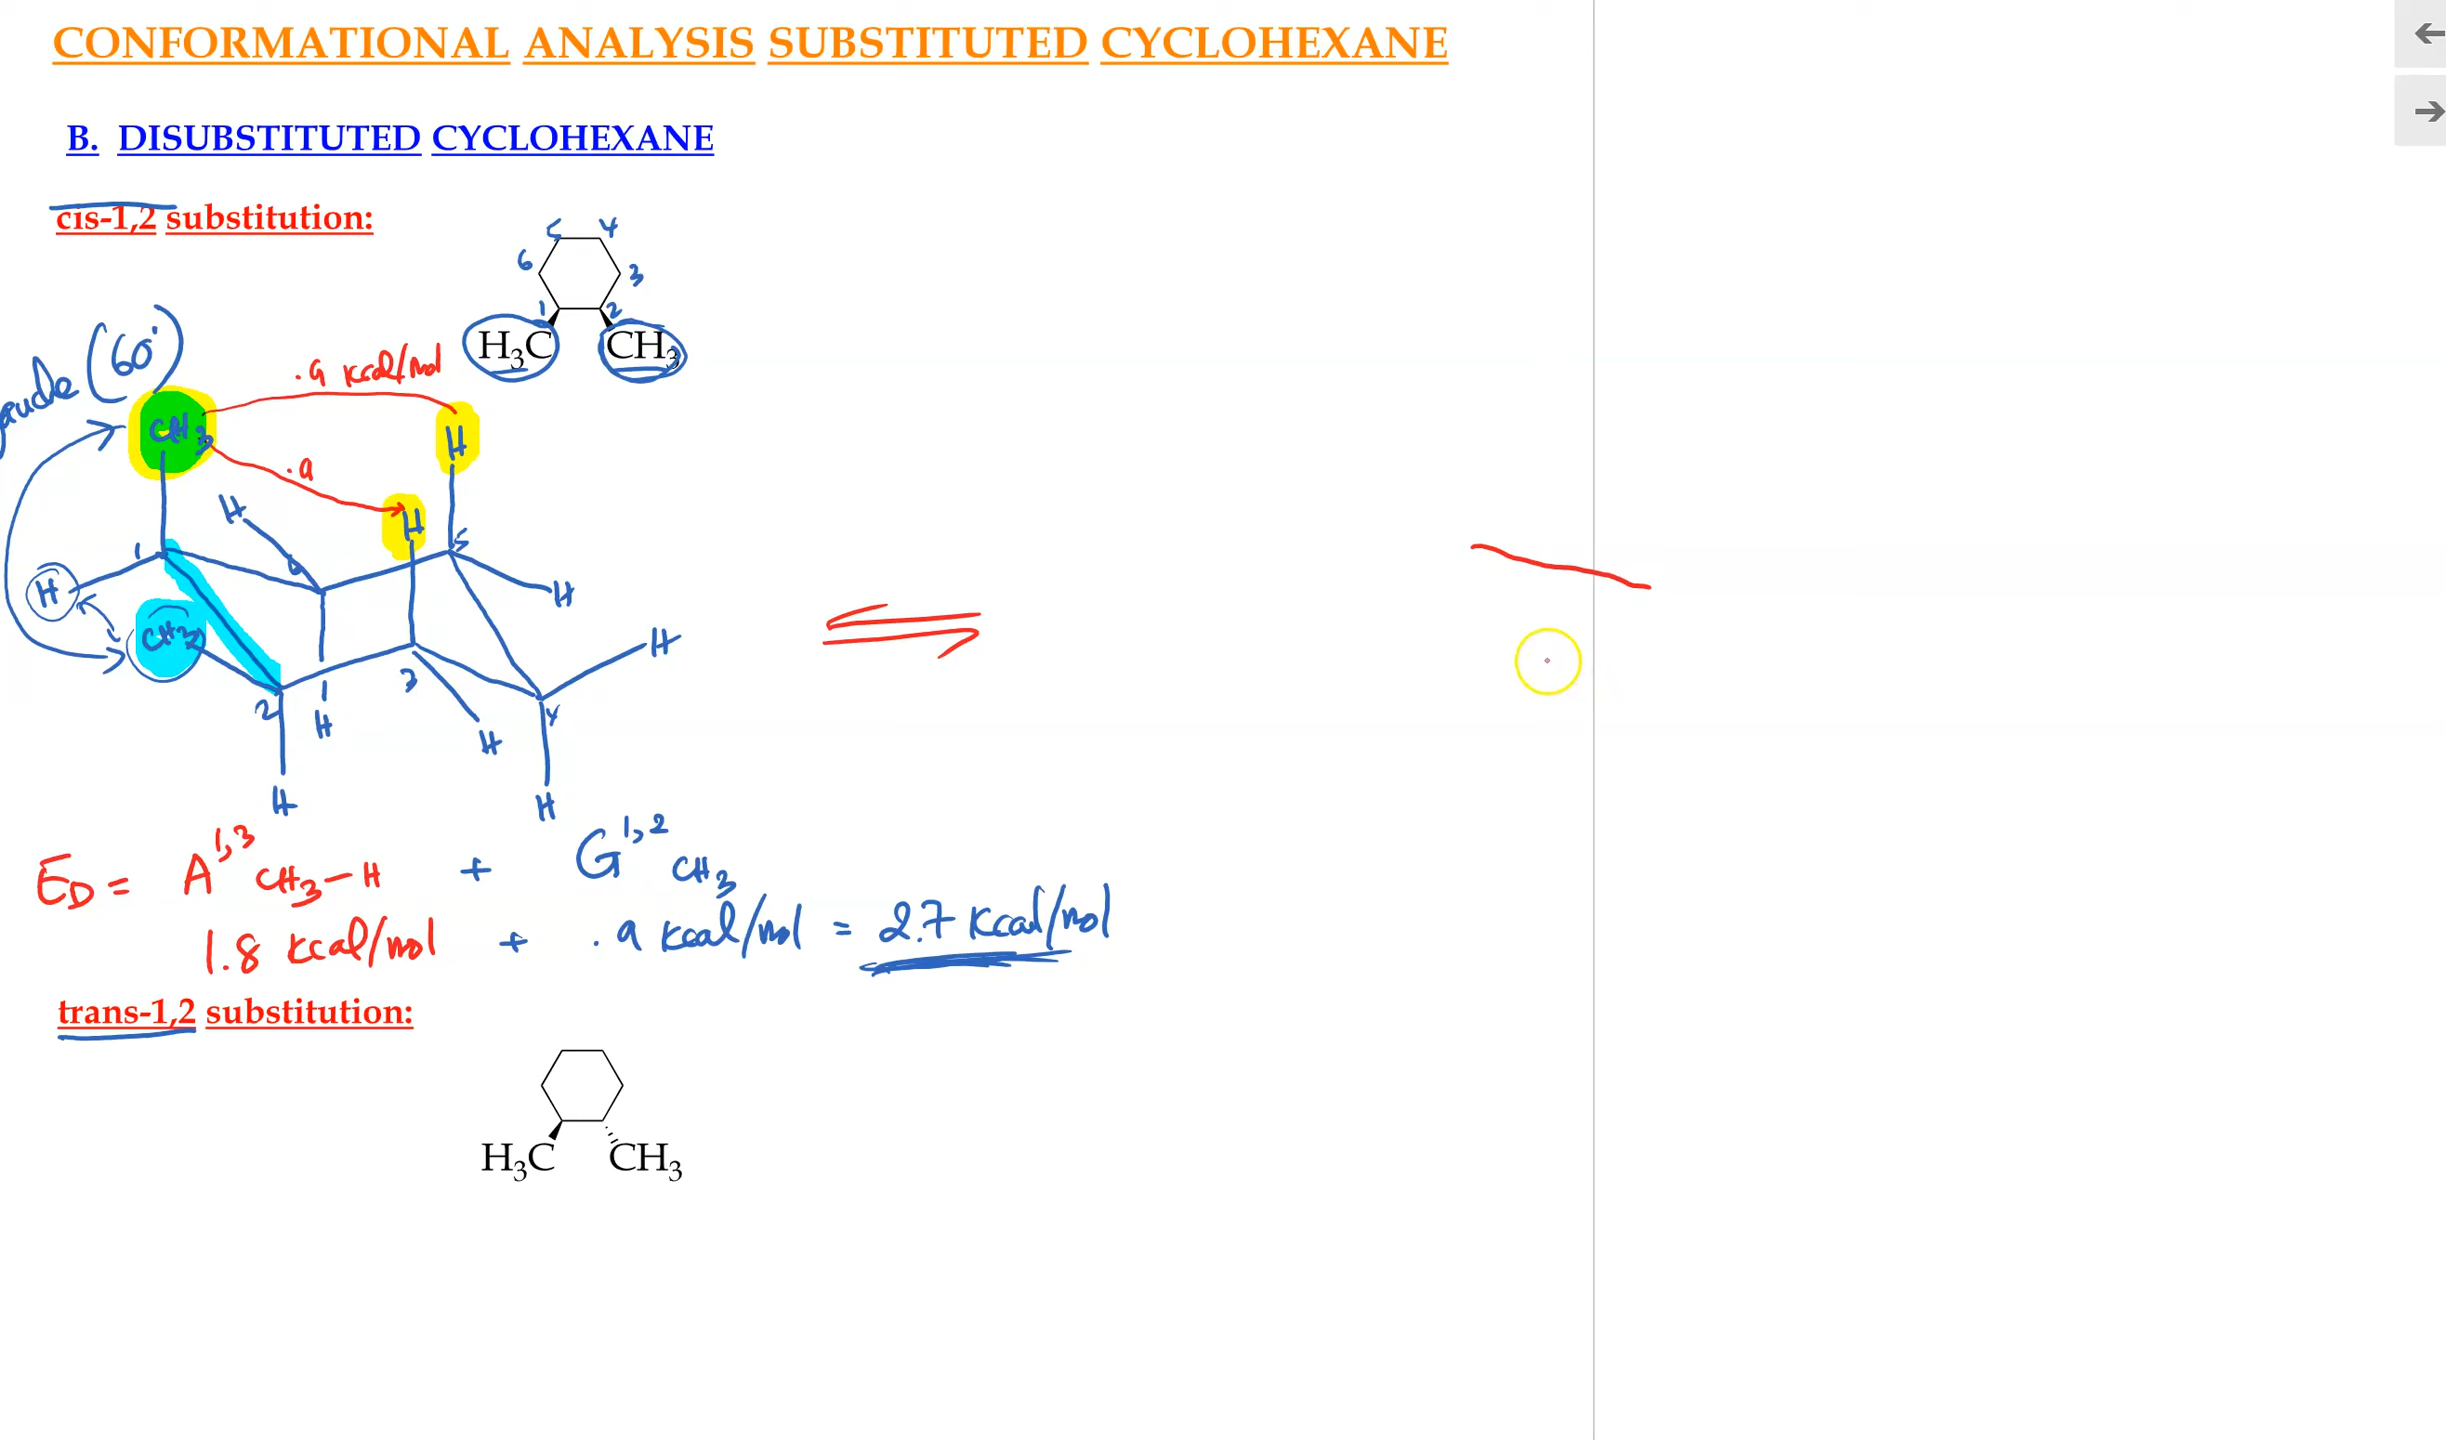 CONFORMATIONAL ANALYSIS SUBSTITUTED CYCLOHEXANE
B. DISUBSTITUTED CYCLOHEXANE
cis-1,2 substitution:
5 4
6 3
1 2
H3C CH3
(60°)
.9 kcal/mol
CH3 H
.9
H H
1 5
6
H H
CH3 H
2 3 4
H H
H H
ED = A1,3 CH3-H + G1,2 CH3
1.8 kcal/mol + .9 kcal/mol = 2.7 kcal/mol
trans-1,2 substitution:
H3C CH3